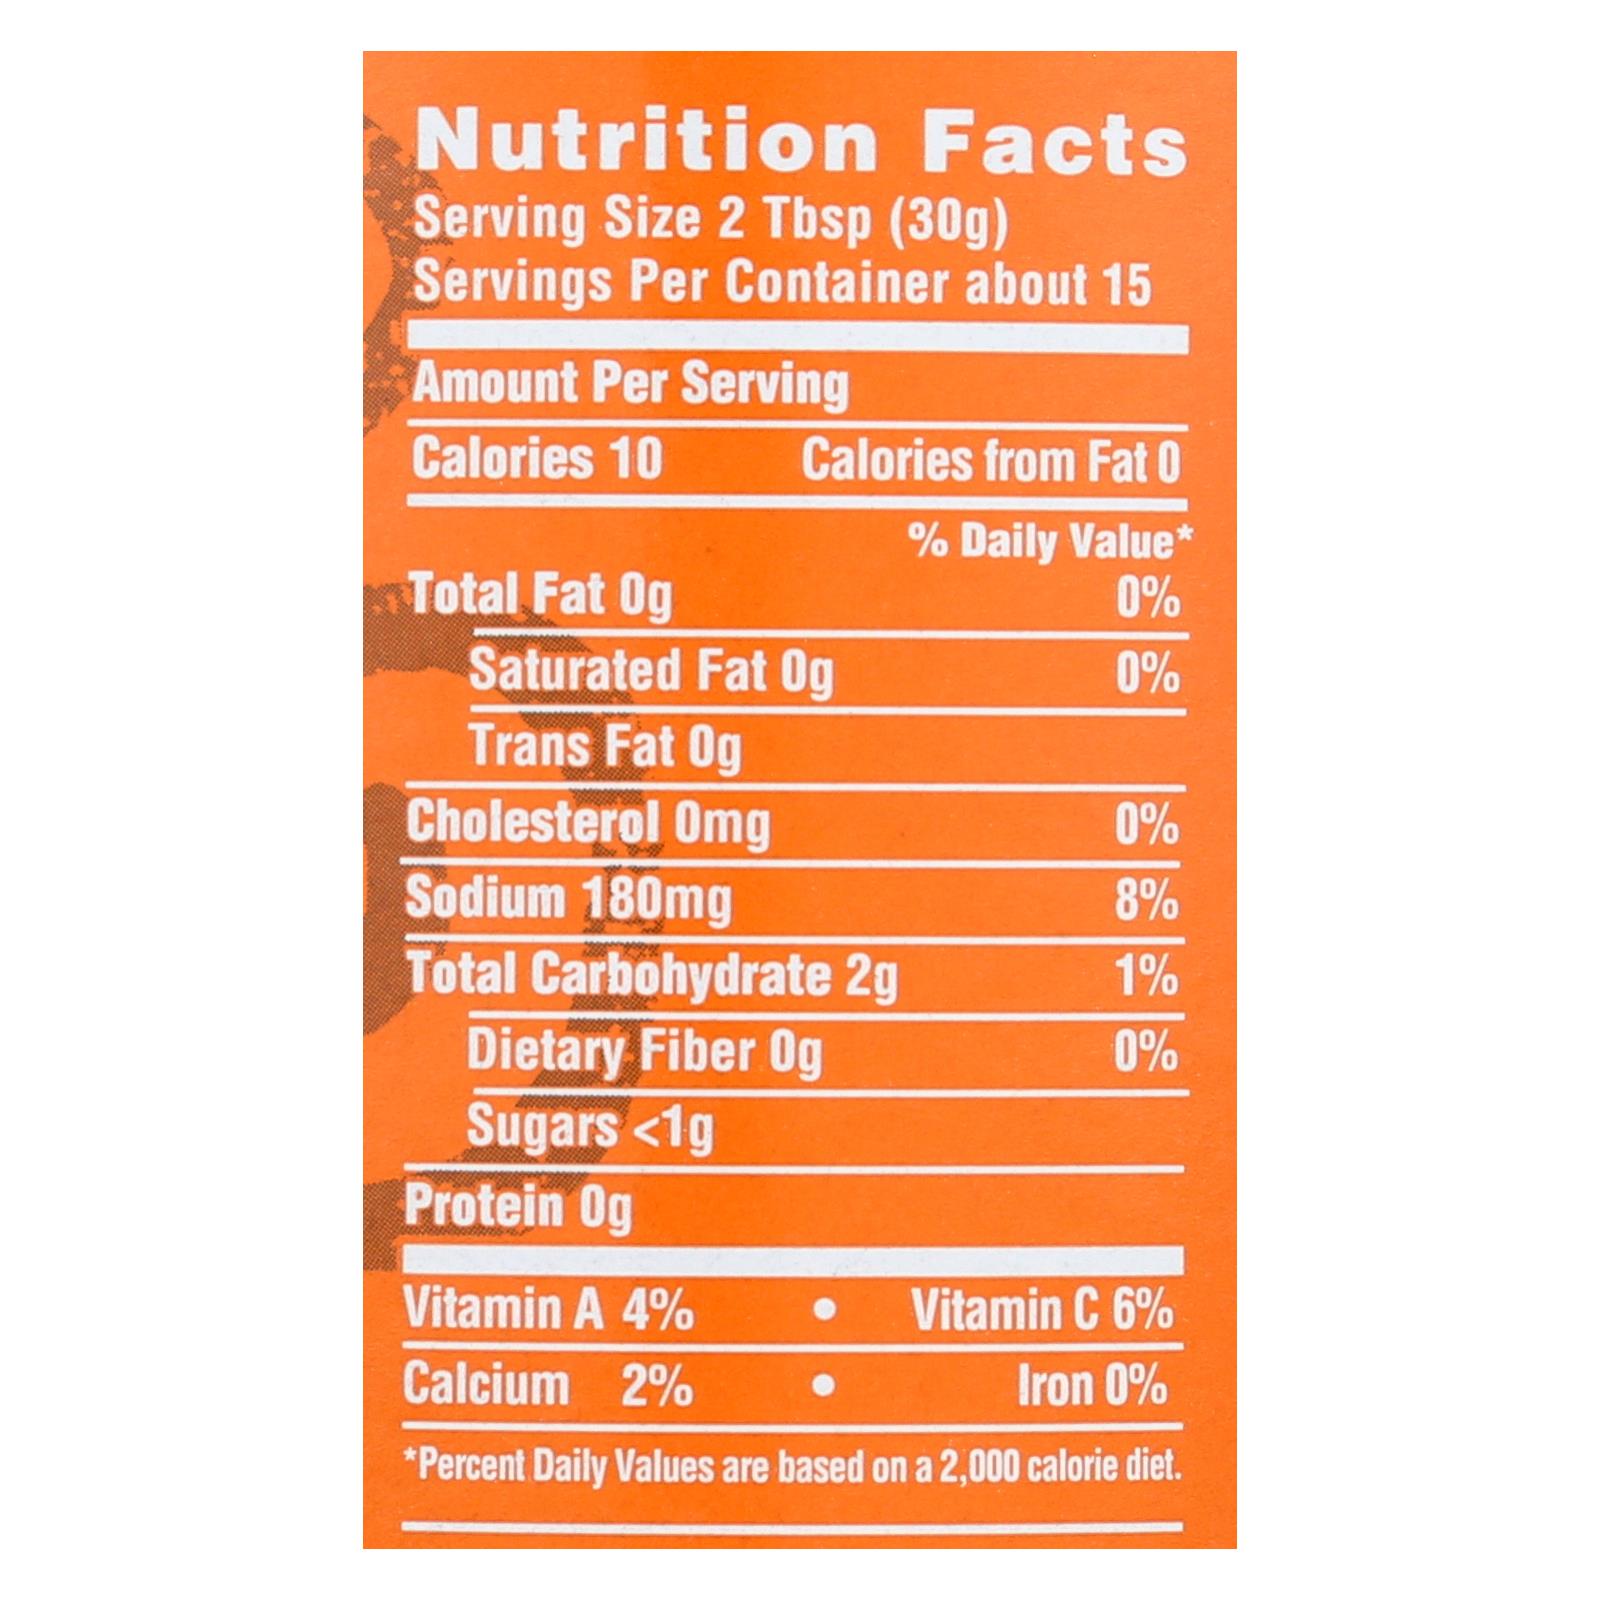 Nutrition Facts
Serving Size 2 Tbsp (30g)
Servings Per Container about 15
Amount Per Serving
Calories 10 Calories from Fat 0
% Daily Value*
Total Fat 0g 0%
Saturated Fat 0g 0%
Trans Fat 0g
Cholesterol 0mg 0%
Sodium 180mg 8%
Total Carbohydrate 2g 1%
Dietary Fiber 0g 0%
Sugars <1g
Protein 0g
Vitamin A 4% • Vitamin C 6%
Calcium 2% • Iron 0%
*Percent Daily Values are based on a 2,000 calorie diet.